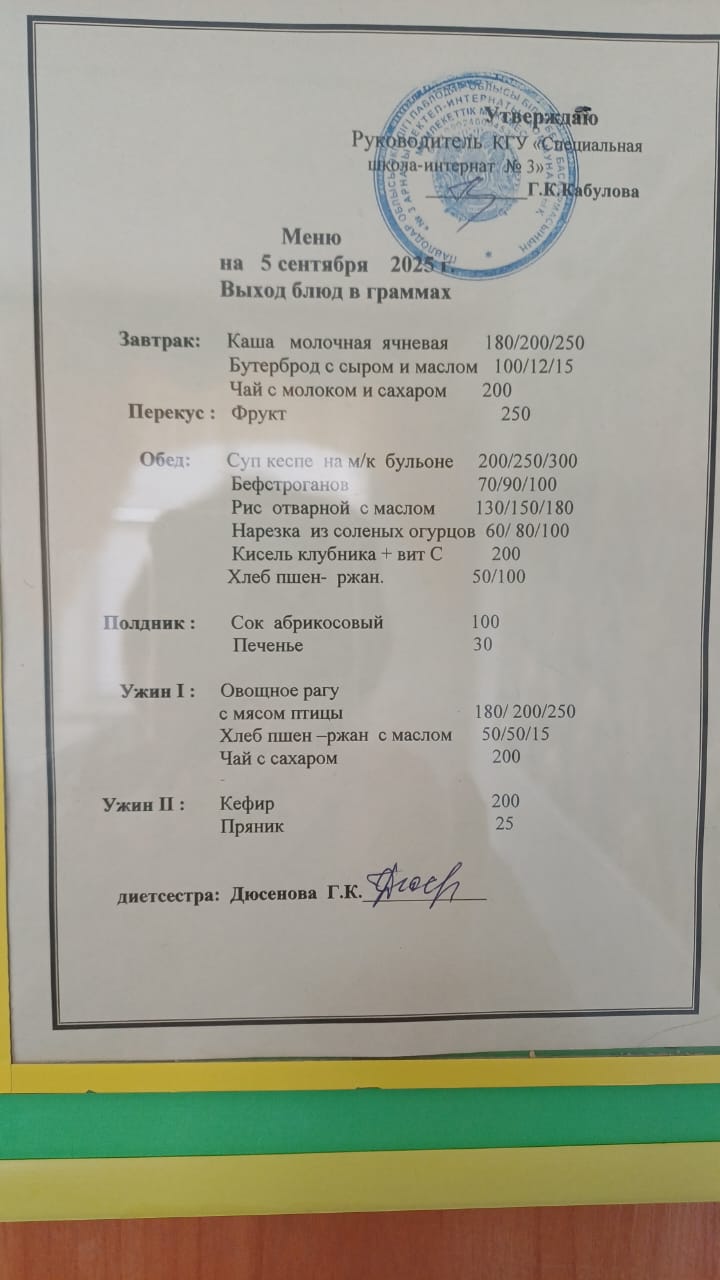 Утверждаю
Руководитель КГУ «Специальная
школа-интернат № 3»
Г.К.Кабулова
Меню
на 5 сентября 2025 г.
Выход блюд в граммах
Завтрак: Каша молочная ячневая 180/200/250
Бутерброд с сыром и маслом 100/12/15
Чай с молоком и сахаром 200
Перекус : Фрукт 250
Обед: Суп кеспе на м/к бульоне 200/250/300
Бефстроганов 70/90/100
Рис отварной с маслом 130/150/180
Нарезка из соленых огурцов 60/ 80/100
Кисель клубника + вит С 200
Хлеб пшен- ржан. 50/100
Полдник : Сок абрикосовый 100
Печенье 30
Ужин I : Овощное рагу
с мясом птицы 180/ 200/250
Хлеб пшен –ржан с маслом 50/50/15
Чай с сахаром 200
Ужин II : Кефир 200
Пряник 25
диетсестра: Дюсенова Г.К.